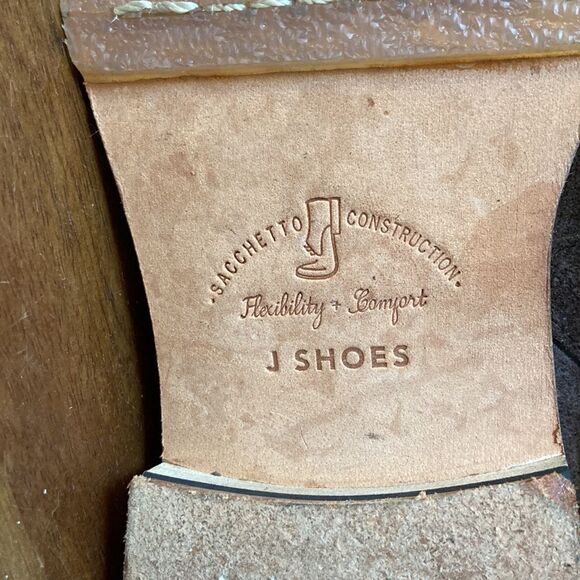 • SACCHETTO CONSTRUCTION •
Flexibility + Comfort
J SHOES